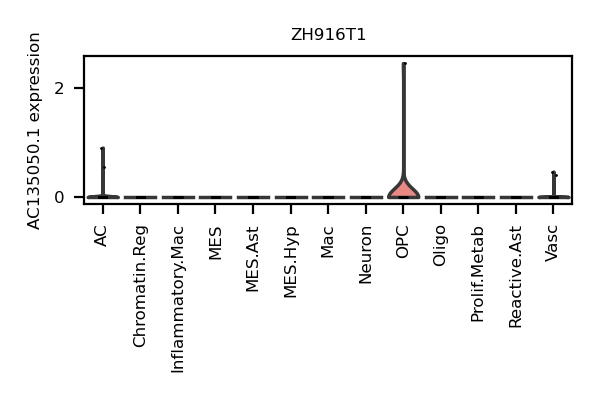 ZH916T1
AC135050.1 expression
2
0
AC
Chromatin.Reg
Inflammatory.Mac
MES
MES.Ast
MES.Hyp
Mac
Neuron
OPC
Oligo
Prolif.Metab
Reactive.Ast
Vasc